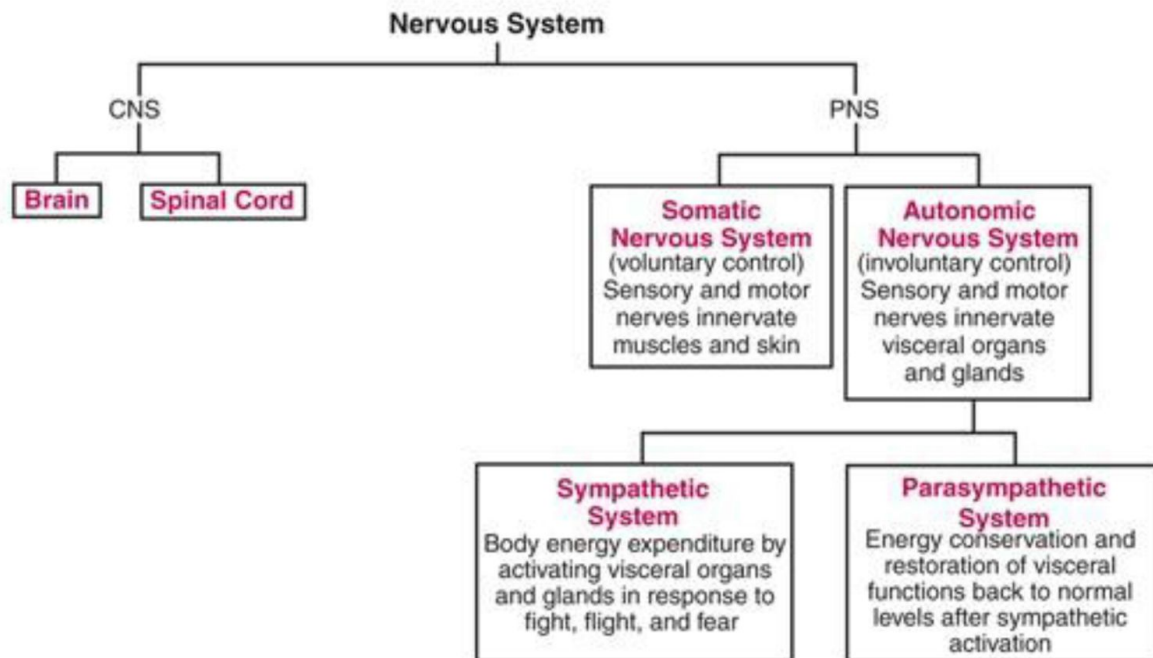 Nervous System
CNS
PNS
Brain
Spinal Cord
Somatic
Nervous System
(voluntary control)
Sensory and motor
nerves innervate
muscles and skin
Autonomic
Nervous System
(involuntary control)
Sensory and motor
nerves innervate
visceral organs
and glands
Sympathetic
System
Body energy expenditure by
activating visceral organs
and glands in response to
fight, flight, and fear
Parasympathetic
System
Energy conservation and
restoration of visceral
functions back to normal
levels after sympathetic
activation